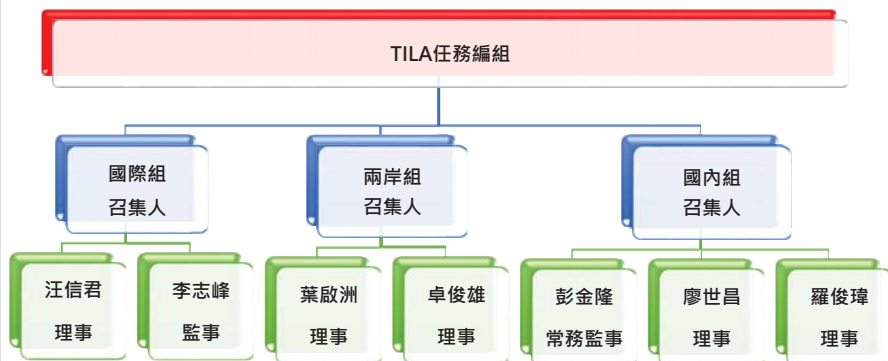 TILA任務編組
國際組
召集人
兩岸組
召集人
國內組
召集人
汪信君
理事
李志峰
監事
葉啟洲
理事
卓俊雄
理事
彭金隆
常務監事
廖世昌
理事
羅俊瑋
理事